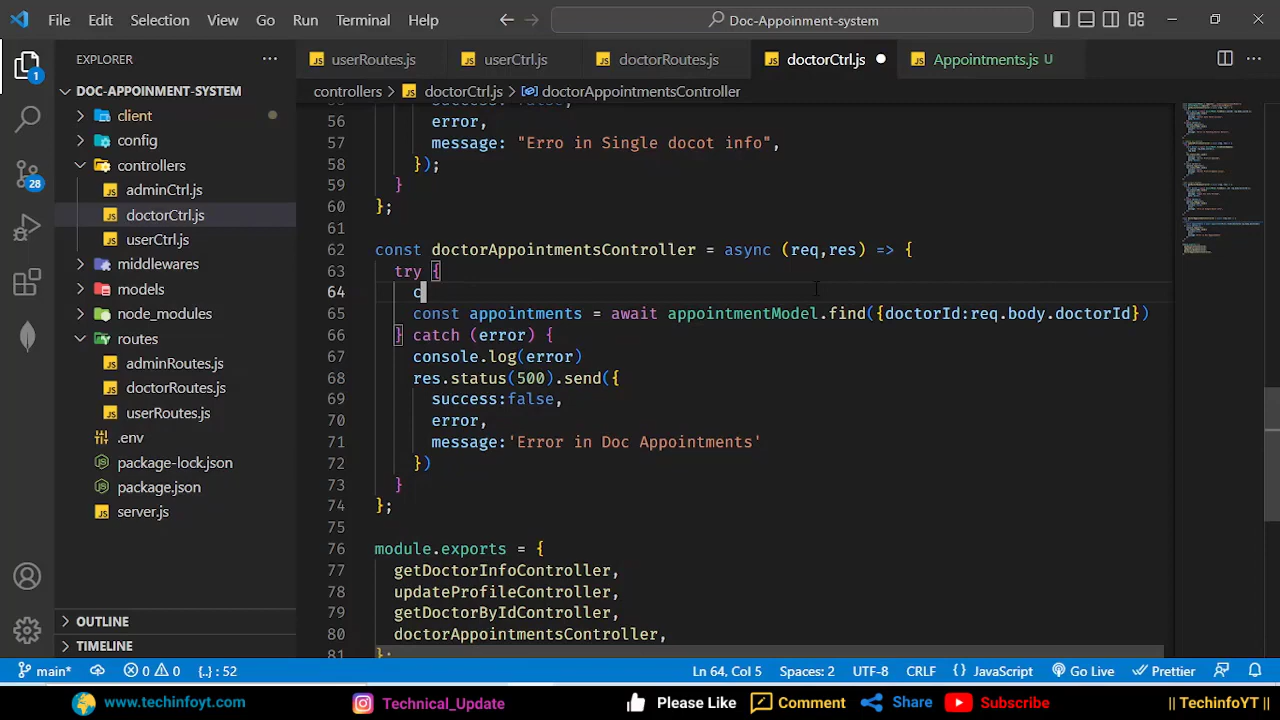 File Edit Selection View Go Run Terminal Help Doc-Appoinment-system
EXPLORER
userRoutes.js userCtrl.js doctorRoutes.js doctorCtrl.js Appointments.js U
controllers > doctorCtrl.js > doctorAppointmentsController
DOC-APPOINMENT-SYSTEM
client
config
controllers
adminCtrl.js
doctorCtrl.js
userCtrl.js
middlewares
models
node_modules
routes
adminRoutes.js
doctorRoutes.js
userRoutes.js
.env
package-lock.json
package.json
server.js
OUTLINE
TIMELINE
1
28
56 error,
57 message: "Erro in Single docot info",
58 });
59 }
60 };
61
62 const doctorAppointmentsController = async (req,res) => {
63 try {
64 c
65 const appointments = await appointmentModel.find({doctorId:req.body.doctorId})
66 } catch (error) {
67 console.log(error)
68 res.status(500).send({
69 success:false,
70 error,
71 message:'Error in Doc Appointments'
72 })
73 }
74 };
75
76 module.exports = {
77 getDoctorInfoController,
78 updateProfileController,
79 getDoctorByIdController,
80 doctorAppointmentsController,
81 };
main* 0 0 {..} : 52 Ln 64, Col 5 Spaces: 2 UTF-8 CRLF {} JavaScript Go Live Prettier
www.techinfoyt.com Technical_Update Please Like Comment Share Subscribe || TechinfoYT ||